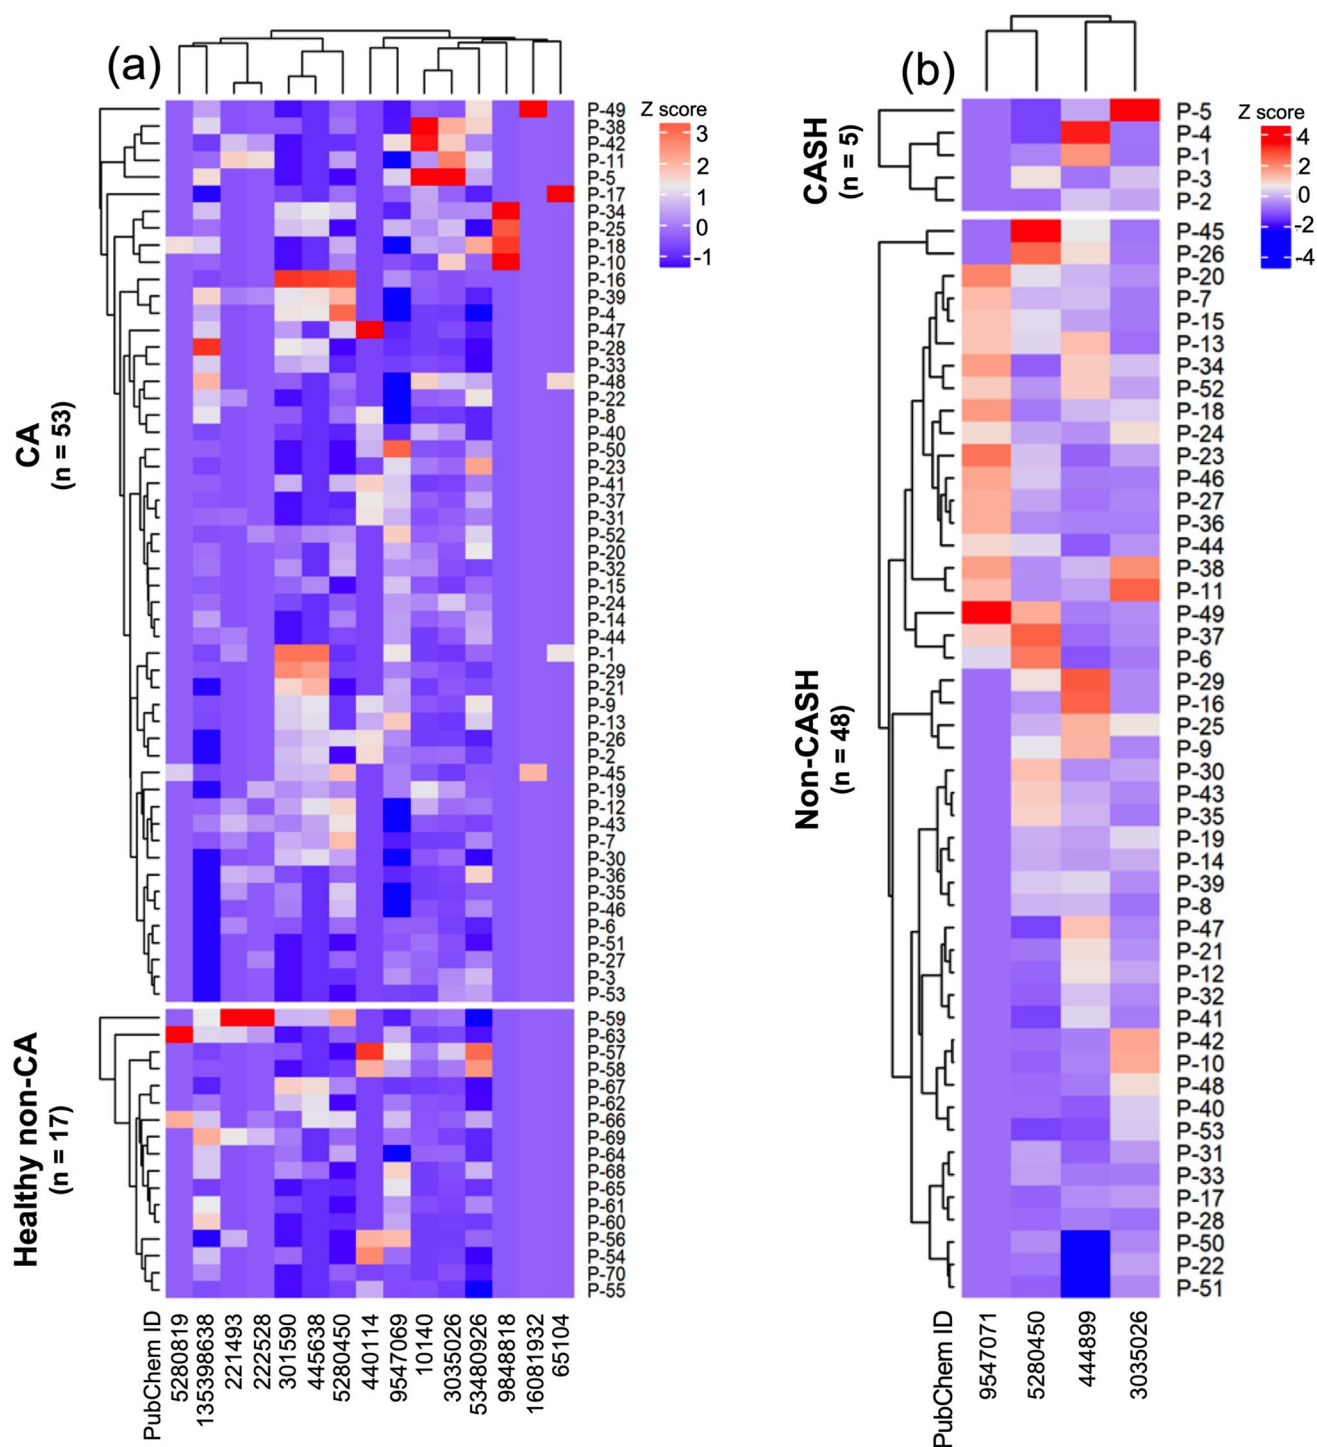 (a)
Z score
3
2
1
0
-1
CA
(n = 53)
P-49
P-38
P-42
P-11
P-5
P-17
P-34
P-25
P-18
P-10
P-16
P-39
P-4
P-47
P-28
P-33
P-48
P-22
P-8
P-40
P-50
P-23
P-41
P-37
P-31
P-52
P-20
P-32
P-15
P-24
P-14
P-44
P-1
P-29
P-21
P-9
P-13
P-26
P-2
P-45
P-19
P-12
P-43
P-7
P-30
P-36
P-35
P-46
P-6
P-51
P-27
P-3
P-53
Healthy non-CA
(n = 17)
P-59
P-63
P-57
P-58
P-67
P-62
P-66
P-69
P-64
P-68
P-65
P-61
P-60
P-56
P-54
P-70
P-55
PubChem ID
5280819
135398638
221493
222528
301590
445638
5280450
440114
9547069
10140
3035026
53480926
9848818
16081932
65104
(b)
Z score
4
2
0
-2
-4
CASH
(n = 5)
P-5
P-4
P-1
P-3
P-2
Non-CASH
(n = 48)
P-45
P-26
P-20
P-7
P-15
P-13
P-34
P-52
P-18
P-24
P-23
P-46
P-27
P-36
P-44
P-38
P-11
P-49
P-37
P-6
P-29
P-16
P-25
P-9
P-30
P-43
P-35
P-19
P-14
P-39
P-8
P-47
P-21
P-12
P-32
P-41
P-42
P-10
P-48
P-40
P-53
P-31
P-33
P-17
P-28
P-50
P-22
P-51
PubChem ID
9547071
5280450
444899
3035026